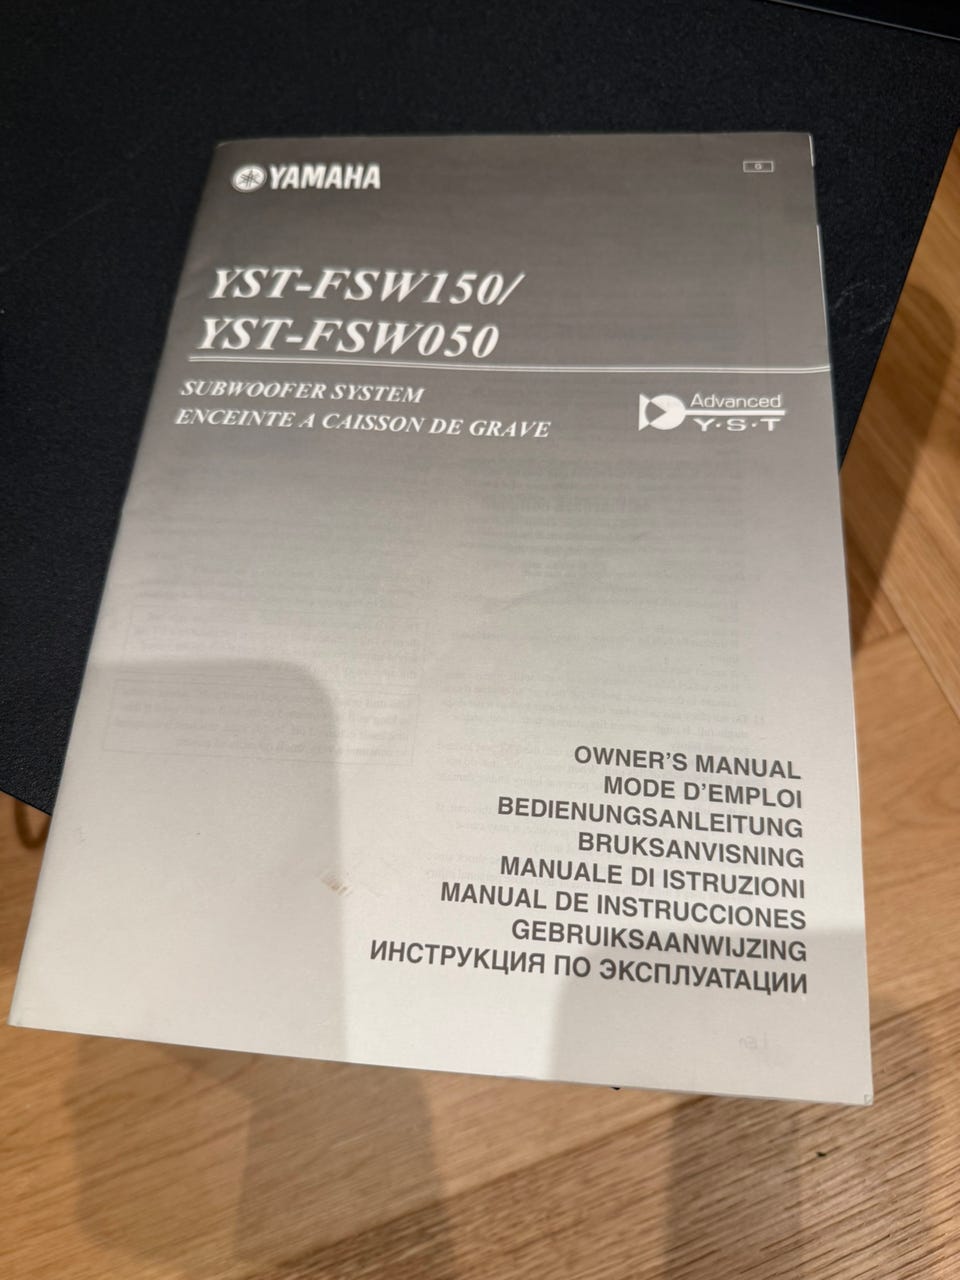 YAMAHA
G
YST-FSW150/
YST-FSW050
SUBWOOFER SYSTEM
ENCEINTE A CAISSON DE GRAVE
Advanced
Y·S·T
OWNER'S MANUAL
MODE D'EMPLOI
BEDIENUNGSANLEITUNG
BRUKSANVISNING
MANUALE DI ISTRUZIONI
MANUAL DE INSTRUCCIONES
GEBRUIKSAANWIJZING
ИНСТРУКЦИЯ ПО ЭКСПЛУАТАЦИИ